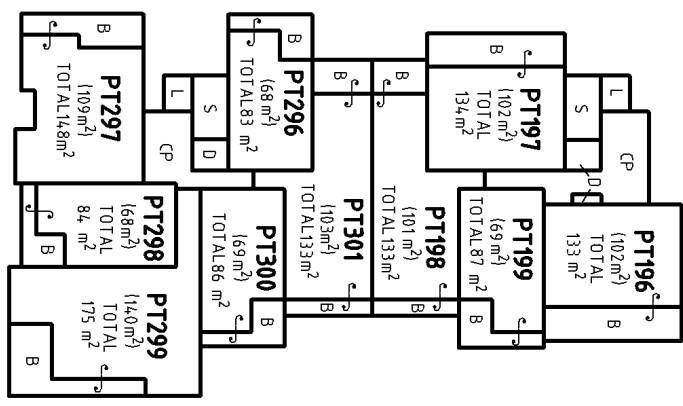 B
PT297
(109m²)
TOTAL148m²
L
S
CP
D
B
PT296
(68m²)
TOTAL83 m²
B
B
B
PT197
(102m²)
TOTAL
134m²
S
L
D
CP
PT298
(68m²)
TOTAL
84 m²
B
PT300
(69m²)
TOTAL86 m²
B
PT301
(103m²)
TOTAL133m²
B
PT198
(101m²)
TOTAL133m²
B
PT199
(69m²)
TOTAL87 m²
B
PT196
(102m²)
TOTAL
133 m²
B
PT299
(140m²)
TOTAL
175 m²
B